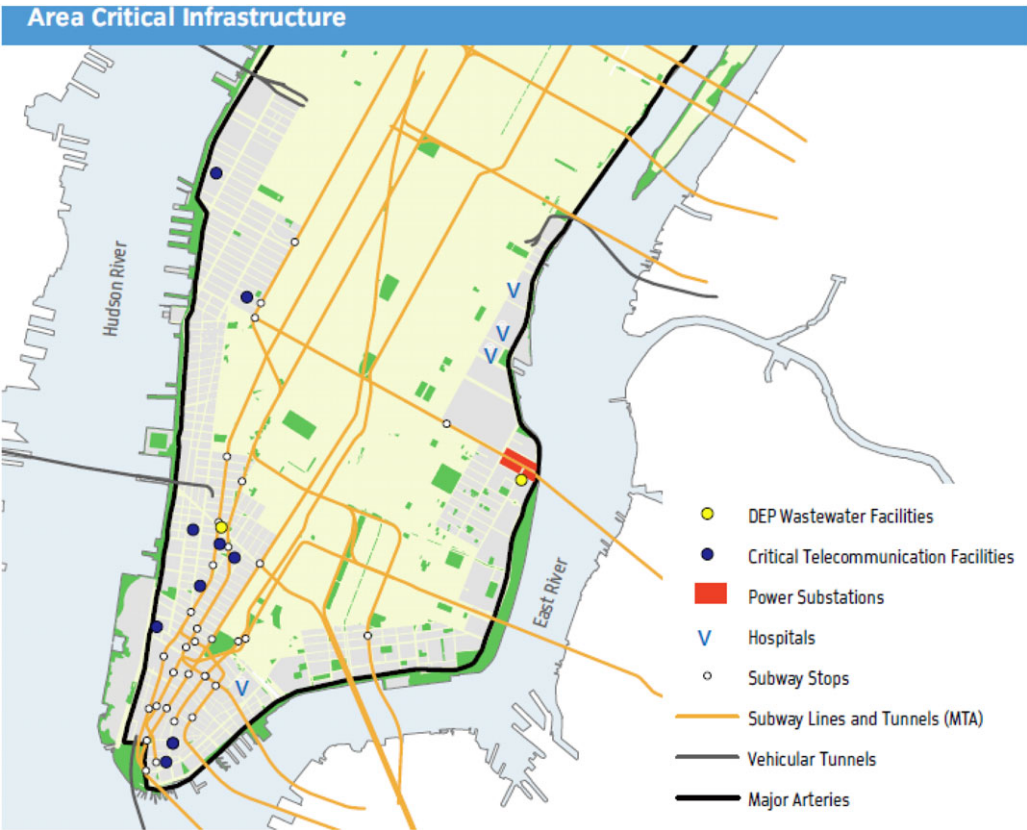 Area Critical Infrastructure
Hudson River
East River
DEP Wastewater Facilities
Critical Telecommunication Facilities
Power Substations
V Hospitals
Subway Stops
Subway Lines and Tunnels (MTA)
Vehicular Tunnels
Major Arteries
V
V
V
V